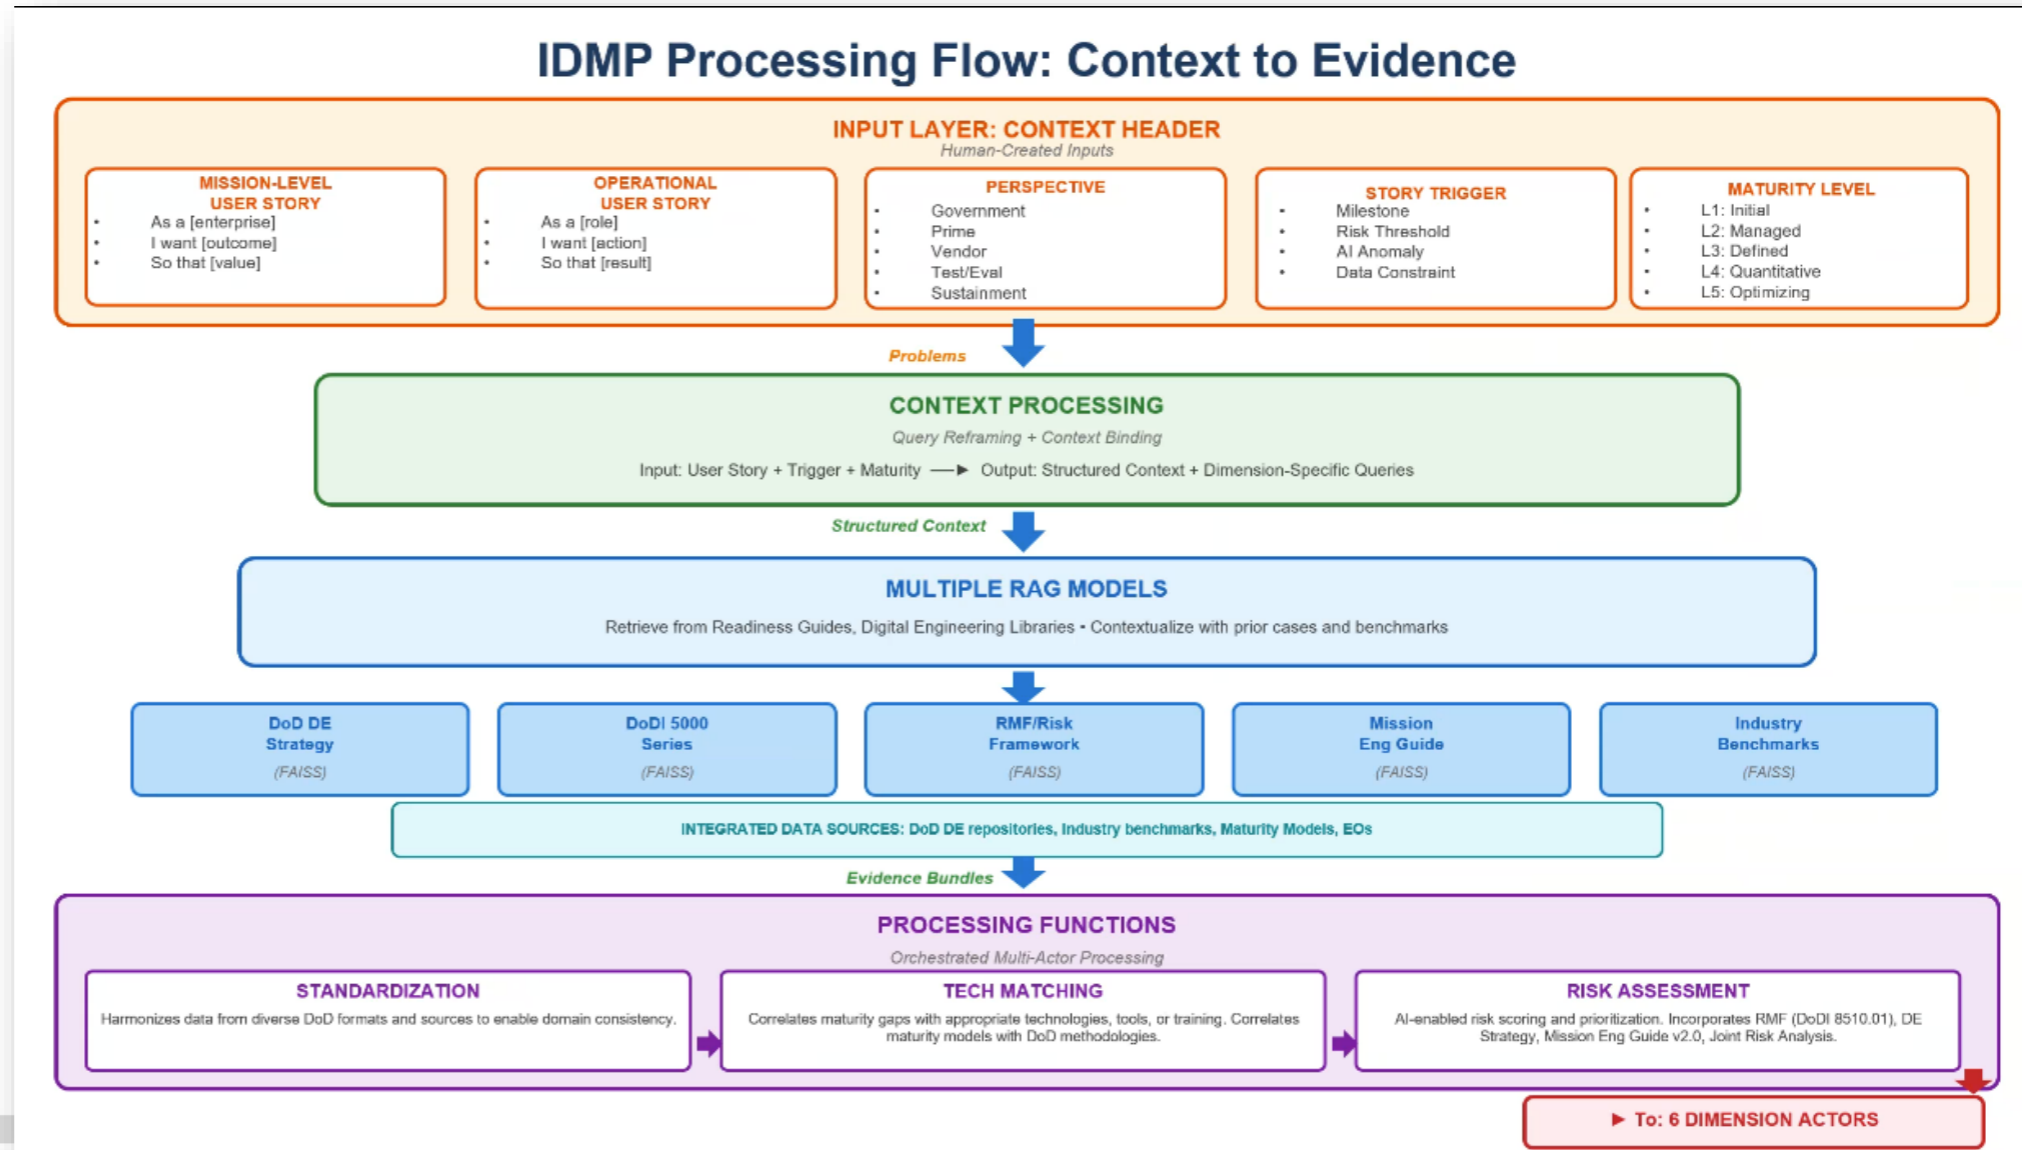 IDMP Processing Flow: Context to Evidence
INPUT LAYER: CONTEXT HEADER
Human-Created Inputs
MISSION-LEVEL
USER STORY
• As a [enterprise]
• I want [outcome]
• So that [value]
OPERATIONAL
USER STORY
• As a [role]
• I want [action]
• So that [result]
PERSPECTIVE
• Government
• Prime
• Vendor
• Test/Eval
• Sustainment
STORY TRIGGER
• Milestone
• Risk Threshold
• AI Anomaly
• Data Constraint
MATURITY LEVEL
• L1: Initial
• L2: Managed
• L3: Defined
• L4: Quantitative
• L5: Optimizing
Problems
CONTEXT PROCESSING
Query Reframing + Context Binding
Input: User Story + Trigger + Maturity ─► Output: Structured Context + Dimension-Specific Queries
Structured Context
MULTIPLE RAG MODELS
Retrieve from Readiness Guides, Digital Engineering Libraries • Contextualize with prior cases and benchmarks
DoD DE
Strategy
(FAISS)
DoDI 5000
Series
(FAISS)
RMF/Risk
Framework
(FAISS)
Mission
Eng Guide
(FAISS)
Industry
Benchmarks
(FAISS)
INTEGRATED DATA SOURCES: DoD DE repositories, Industry benchmarks, Maturity Models, EOs
Evidence Bundles
PROCESSING FUNCTIONS
Orchestrated Multi-Actor Processing
STANDARDIZATION
Harmonizes data from diverse DoD formats and sources to enable domain consistency.
TECH MATCHING
Correlates maturity gaps with appropriate technologies, tools, or training. Correlates
maturity models with DoD methodologies.
RISK ASSESSMENT
AI-enabled risk scoring and prioritization. Incorporates RMF (DoDI 8510.01), DE
Strategy, Mission Eng Guide v2.0, Joint Risk Analysis.
► To: 6 DIMENSION ACTORS